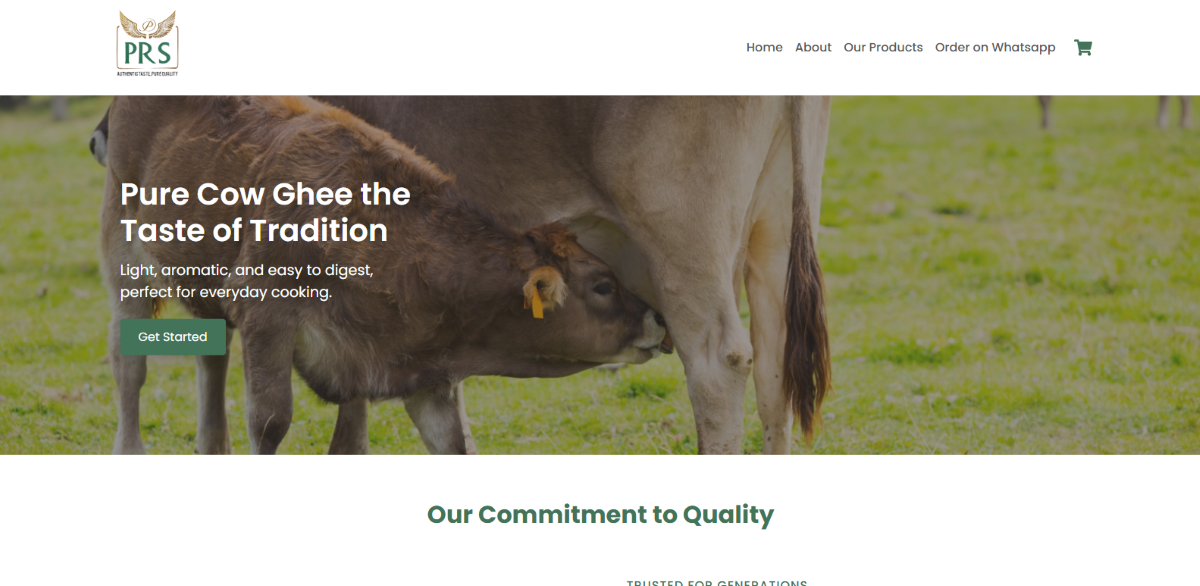 P
PRS
AUTHENTIC TASTE, PURE QUALITY
Home About Our Products Order on Whatsapp
Pure Cow Ghee the
Taste of Tradition
Light, aromatic, and easy to digest,
perfect for everyday cooking.
Get Started
Our Commitment to Quality
TRUSTED FOR GENERATIONS